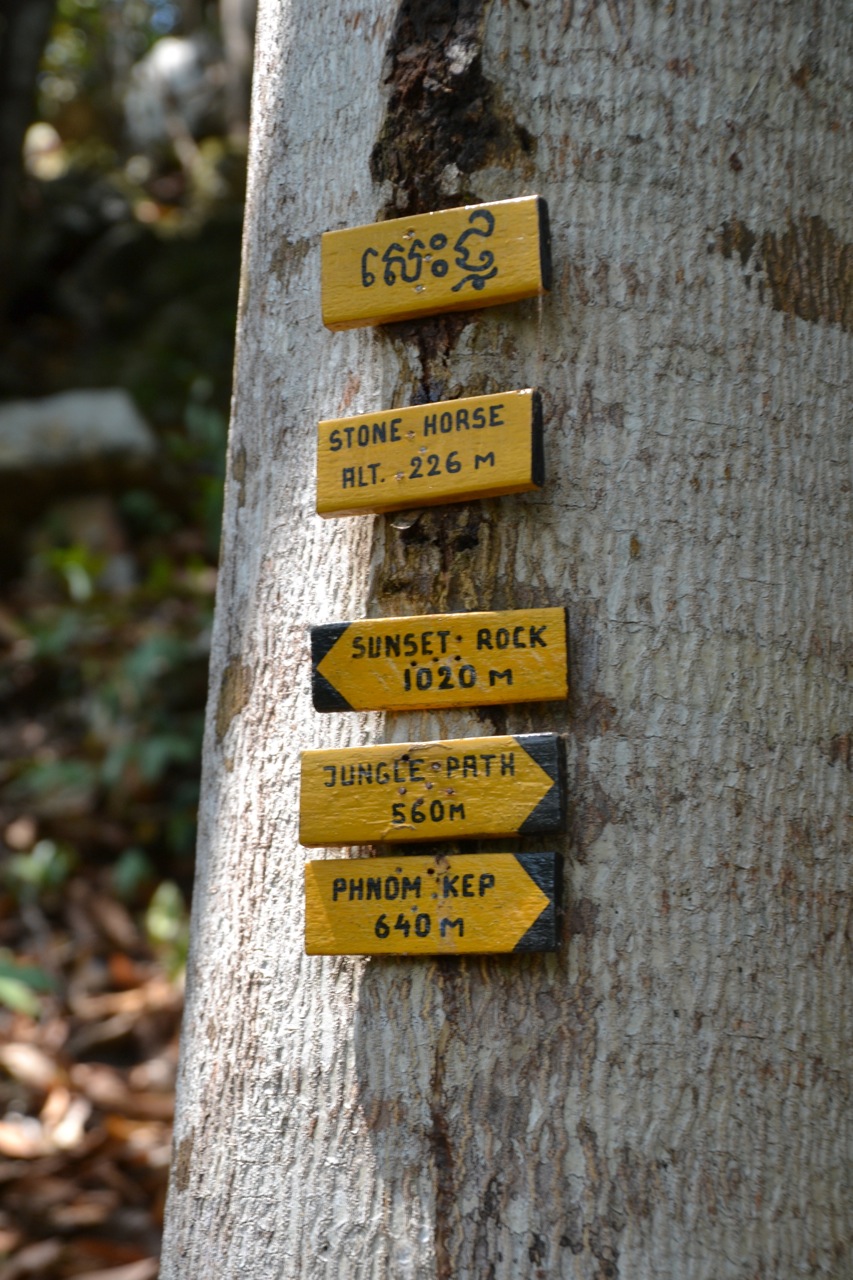 សេះថ្ម
STONE HORSE
ALT. 226 M
SUNSET ROCK
1020 M
JUNGLE PATH
560M
PHNOM KEP
640 M